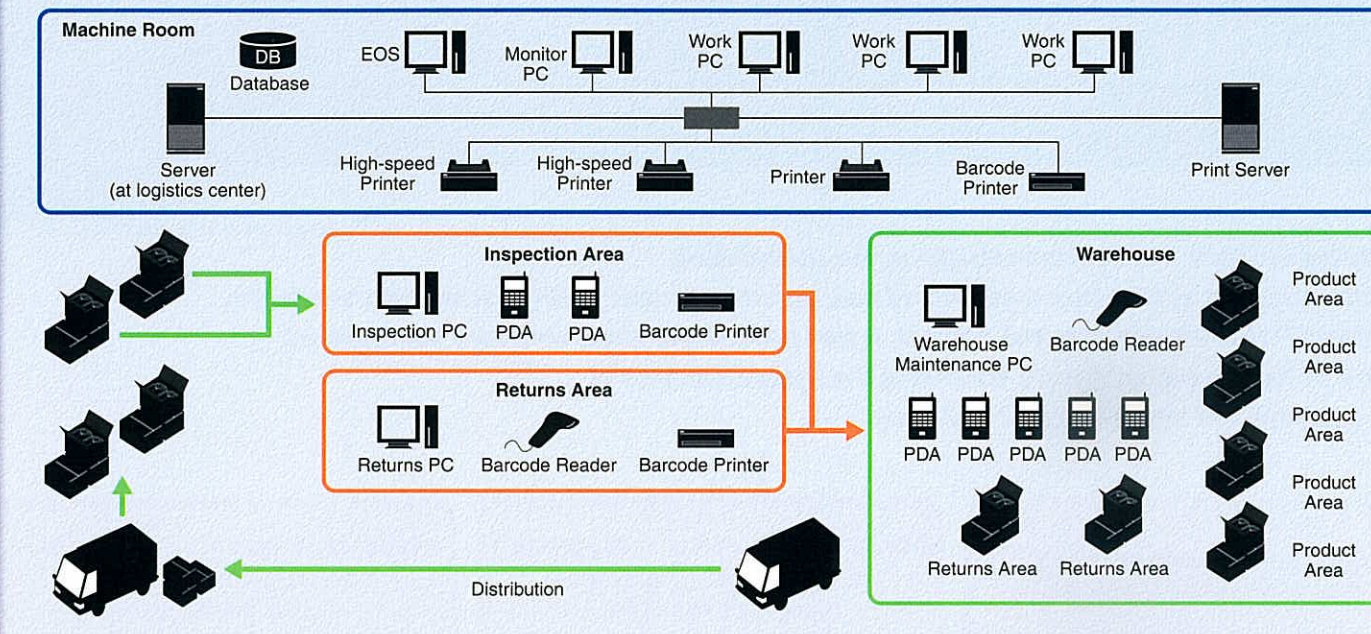 Machine Room
DB
Database
EOS
Monitor
PC
Work
PC
Work
PC
Work
PC
Server
(at logistics center)
High-speed
Printer
High-speed
Printer
Printer
Barcode
Printer
Print Server
Inspection Area
Inspection PC
PDA
PDA
Barcode Printer
Returns Area
Returns PC
Barcode Reader
Barcode Printer
Warehouse
Warehouse
Maintenance PC
Barcode Reader
PDA
PDA
PDA
PDA
PDA
Returns Area
Returns Area
Product
Area
Product
Area
Product
Area
Product
Area
Product
Area
Distribution